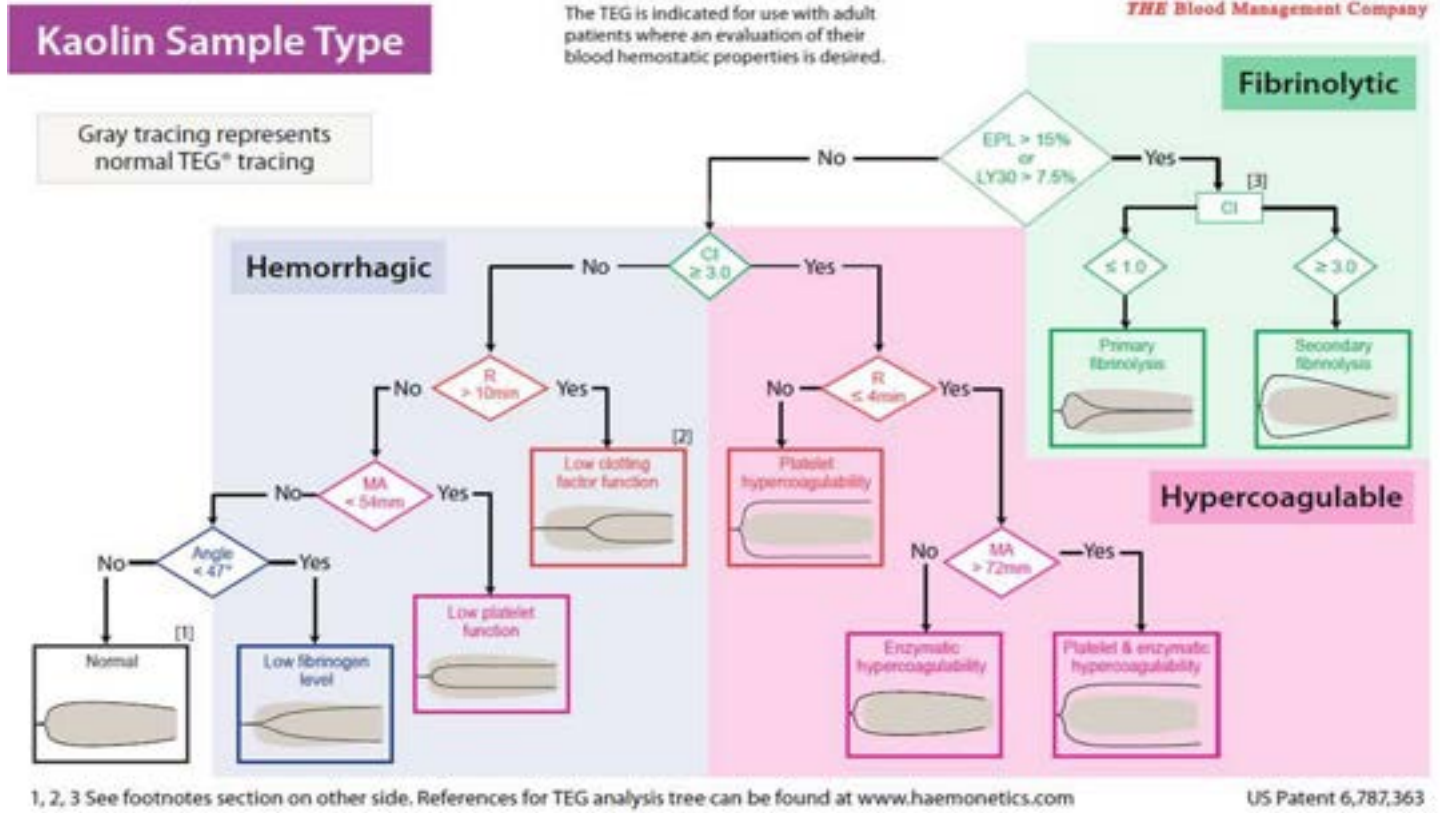 Kaolin Sample Type
The TEG is indicated for use with adult
patients where an evaluation of their
blood hemostatic properties is desired.
THE Blood Management Company
Gray tracing represents
normal TEG® tracing
Fibrinolytic
EPL > 15%
or
LY30 > 7.5%
No
Yes
[3]
CI
≤ 1.0
≥ 3.0
Primary
fibrinolysis
Secondary
fibrinolysis
Hemorrhagic
CI
≥ 3.0
No
Yes
R
> 10min
No
Yes
R
≤ 4min
No
Yes
[2]
Low clotting
factor function
Platelet
hypercoagulability
Hypercoagulable
MA
< 54mm
No
Yes
Angle
< 47°
No
Yes
MA
> 72mm
No
Yes
Low platelet
function
[1]
Normal
Low fibrinogen
level
Enzymatic
hypercoagulability
Platelet & enzymatic
hypercoagulability
1, 2, 3 See footnotes section on other side. References for TEG analysis tree can be found at www.haemonetics.com
US Patent 6,787,363